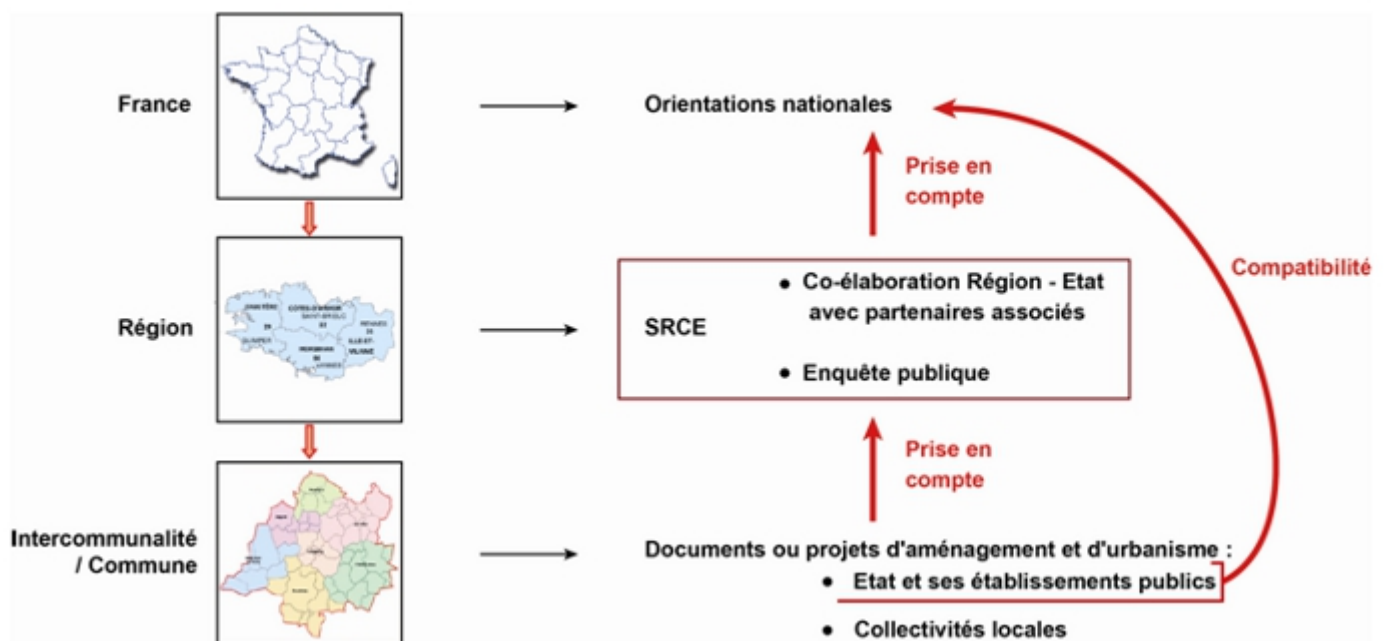 France
Orientations nationales
Prise en
compte
Compatibilité
Région
SRCE
• Co-élaboration Région - Etat
avec partenaires associés
• Enquête publique
Prise en
compte
Intercommunalité
/ Commune
Documents ou projets d'aménagement et d'urbanisme :
• Etat et ses établissements publics
• Collectivités locales